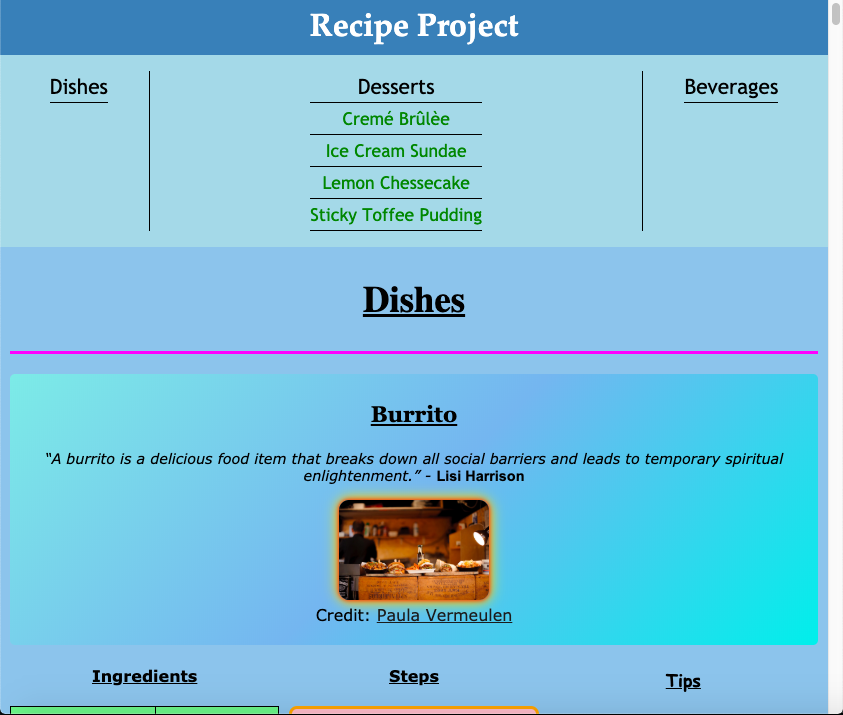 Recipe Project
Dishes
Desserts
Cremé Brûlèe
Ice Cream Sundae
Lemon Chessecake
Sticky Toffee Pudding
Beverages
Dishes
Burrito
“A burrito is a delicious food item that breaks down all social barriers and leads to temporary spiritual
enlightenment.” - Lisi Harrison
Credit: Paula Vermeulen
Ingredients
Steps
Tips